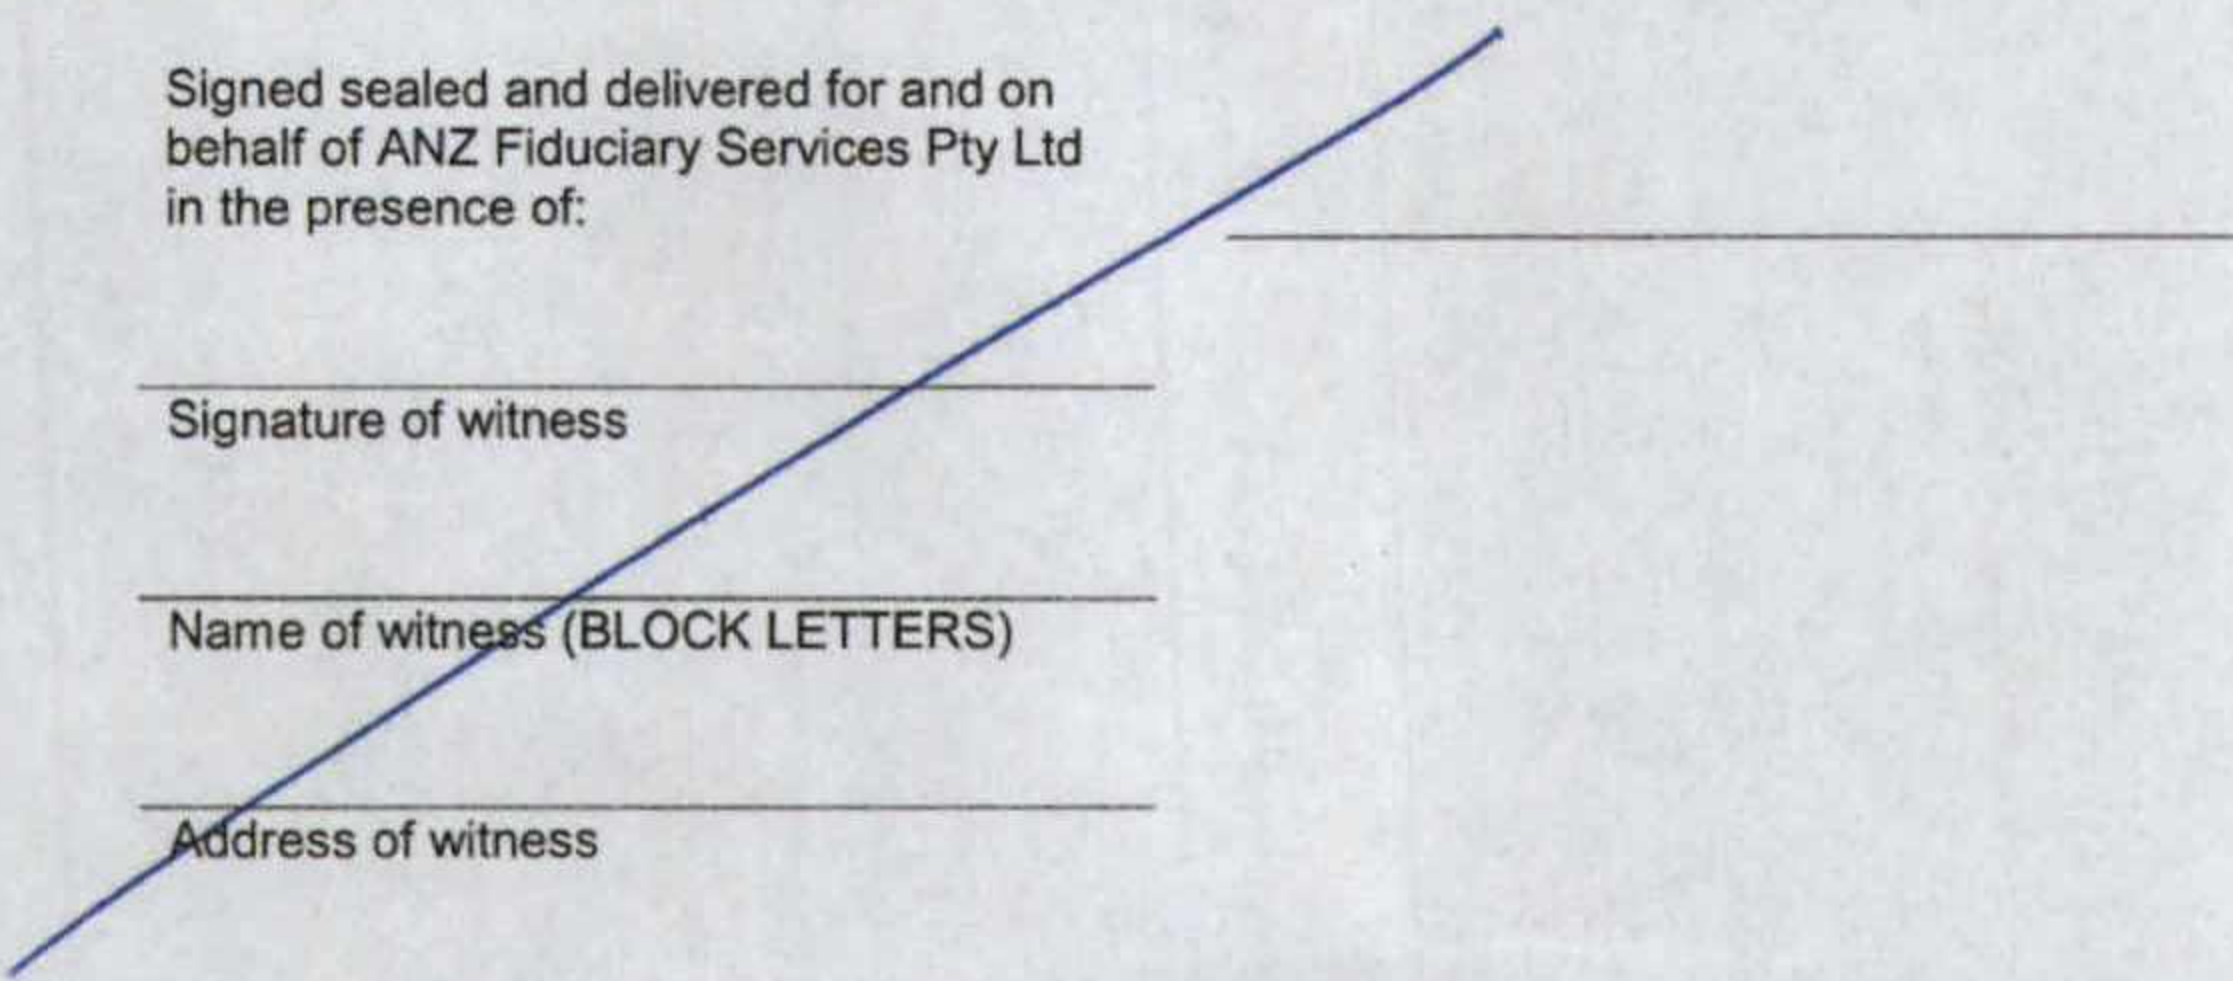 Signed sealed and delivered for and on
behalf of ANZ Fiduciary Services Pty Ltd
in the presence of:
Signature of witness
Name of witness (BLOCK LETTERS)
Address of witness